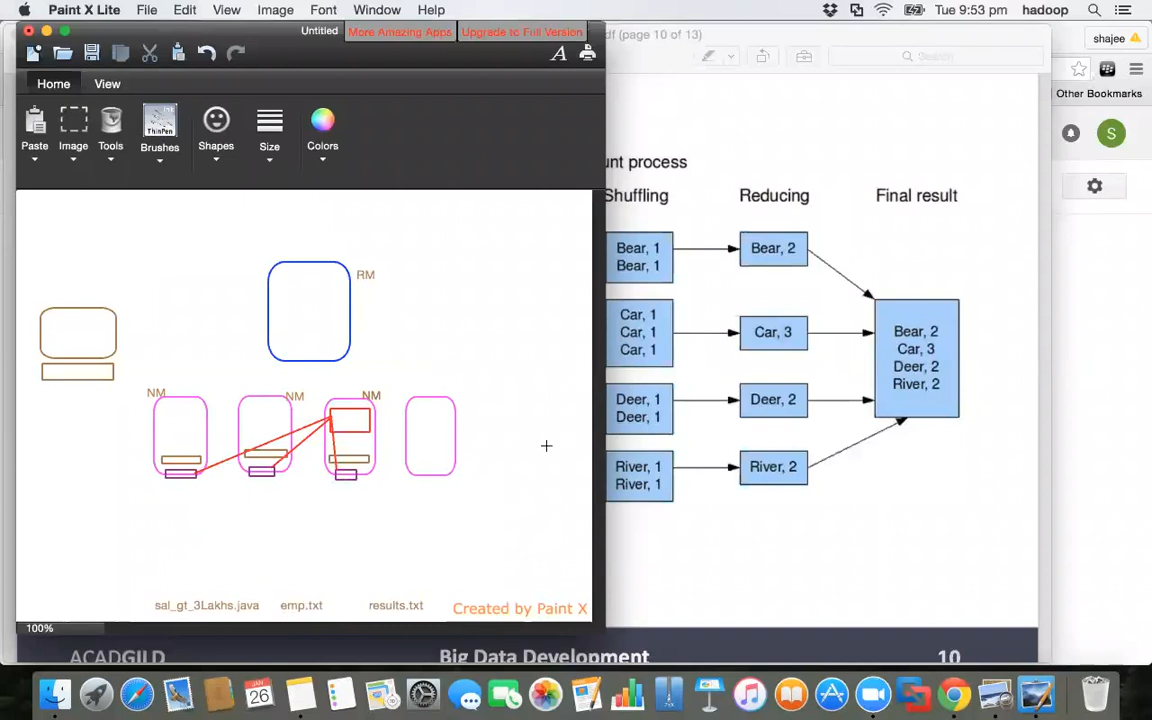 Paint X Lite File Edit View Image Font Window Help Tue 9:53 pm hadoop
Untitled More Amazing Apps Upgrade to Full Version
df (page 10 of 13)
shajee
Search
A
Home View
Other Bookmarks
Ink
ThinPen
S
Paste Image Tools Brushes Shapes Size Colors
unt process
Shuffling Reducing Final result
Bear, 1
Bear, 1
Bear, 2
Car, 1
Car, 1
Car, 1
Car, 3
Deer, 1
Deer, 1
Deer, 2
River, 1
River, 1
River, 2
Bear, 2
Car, 3
Deer, 2
River, 2
RM
NM NM NM
sal_gt_3Lakhs.java emp.txt results.txt Created by Paint X
100%
ACADGILD Big Data Development 10
JAN
26